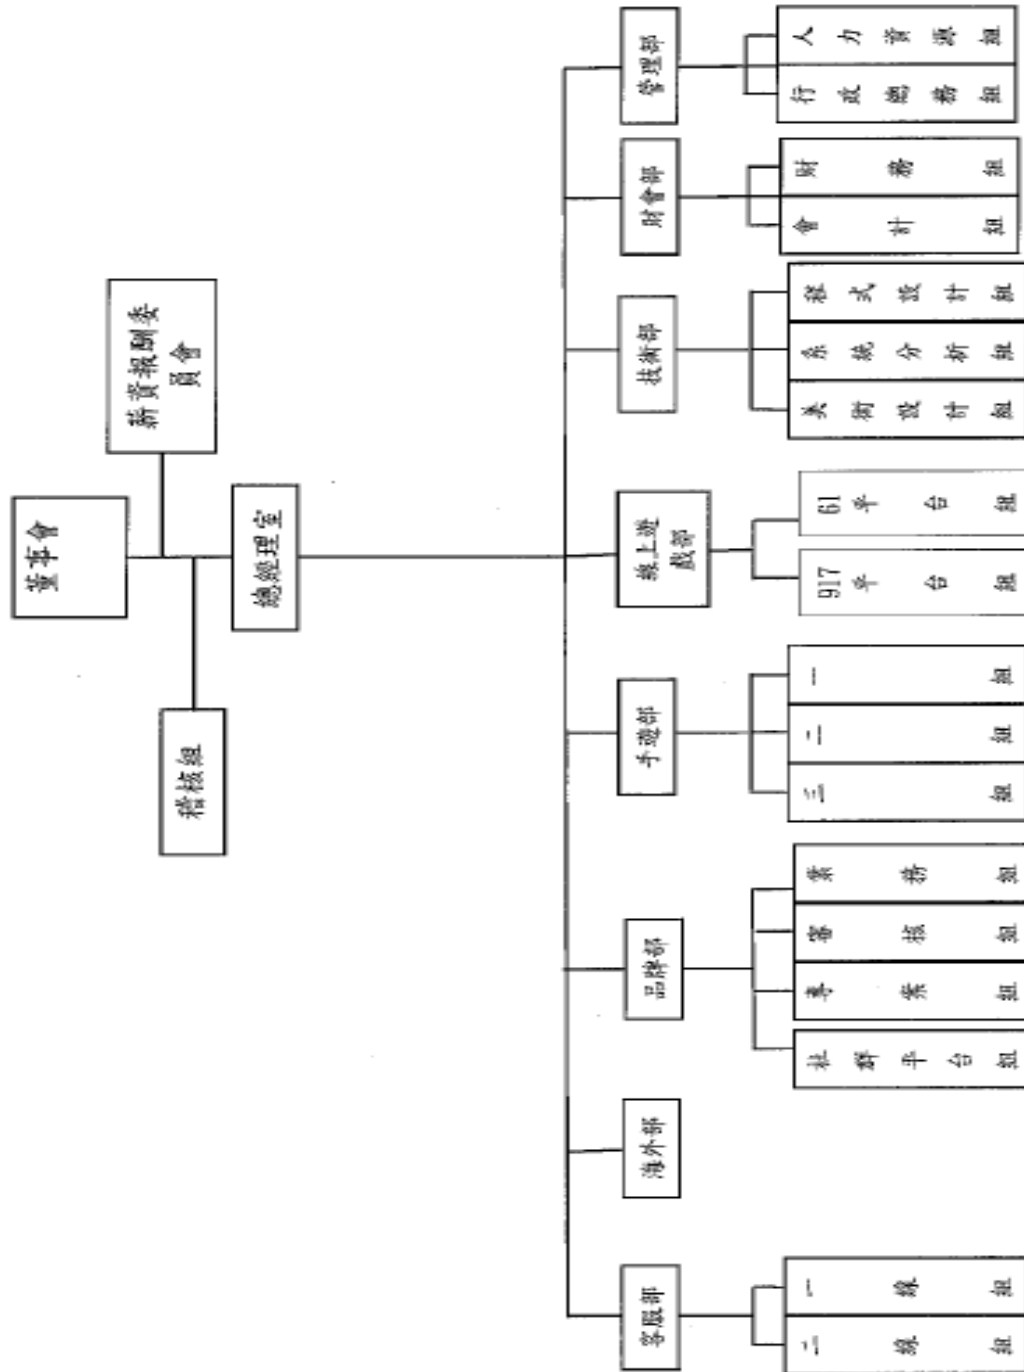 董事會
薪資報酬委
員會
稽核組
總經理室
客服部
海外部
品牌部
手遊部
線上遊
戲部
技術部
財會部
管理部
二線組
一線組
社群平台組
專案組
審核組
業務組
三組
二組
一組
917平台組
61平台組
美術設計組
系統分析組
程式設計組
會計組
財務組
行政總務組
人力資源組